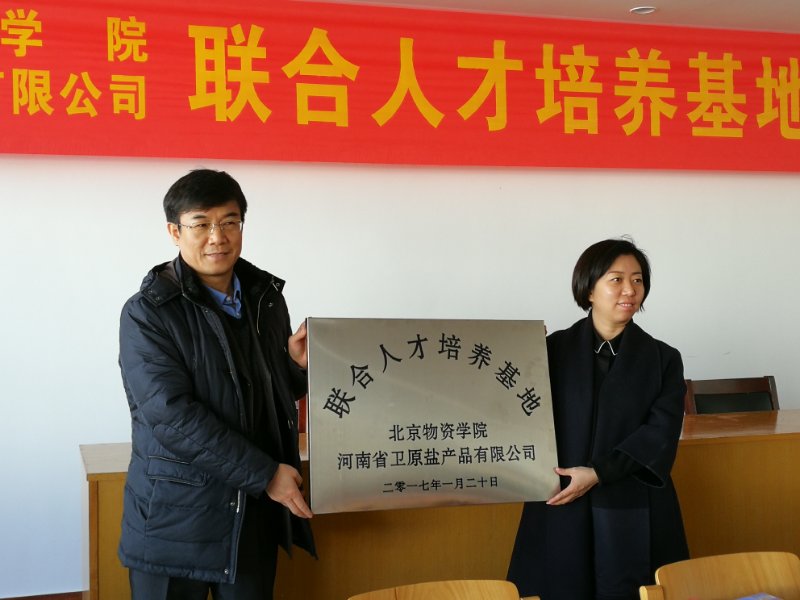 学院
有限公司
联合人才培养基地
联合人才培养基地
北京物资学院
河南省卫原盐产品有限公司
二零一七年一月二十日